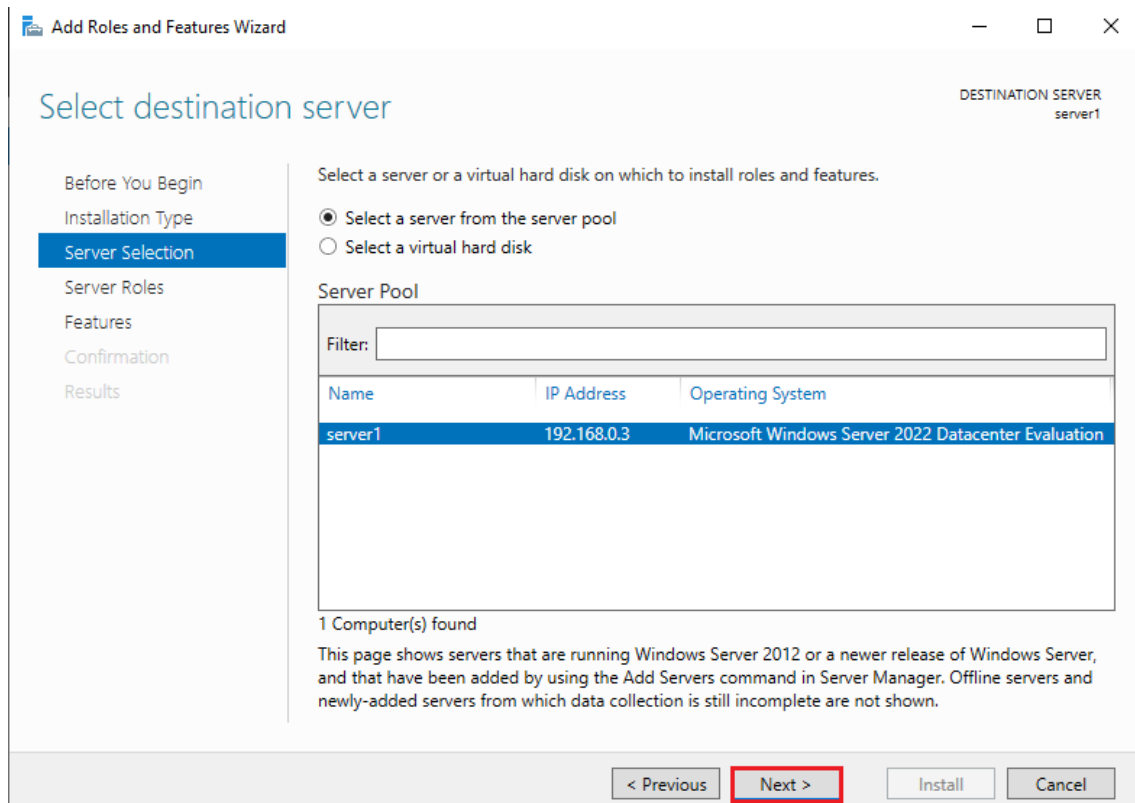 Add Roles and Features Wizard
Select destination server
DESTINATION SERVER
server1
Before You Begin
Installation Type
Server Selection
Server Roles
Features
Confirmation
Results
Select a server or a virtual hard disk on which to install roles and features.
Select a server from the server pool
Select a virtual hard disk
Server Pool
Filter:
Name IP Address Operating System
server1 192.168.0.3 Microsoft Windows Server 2022 Datacenter Evaluation
1 Computer(s) found
This page shows servers that are running Windows Server 2012 or a newer release of Windows Server,
and that have been added by using the Add Servers command in Server Manager. Offline servers and
newly-added servers from which data collection is still incomplete are not shown.
< Previous Next > Install Cancel